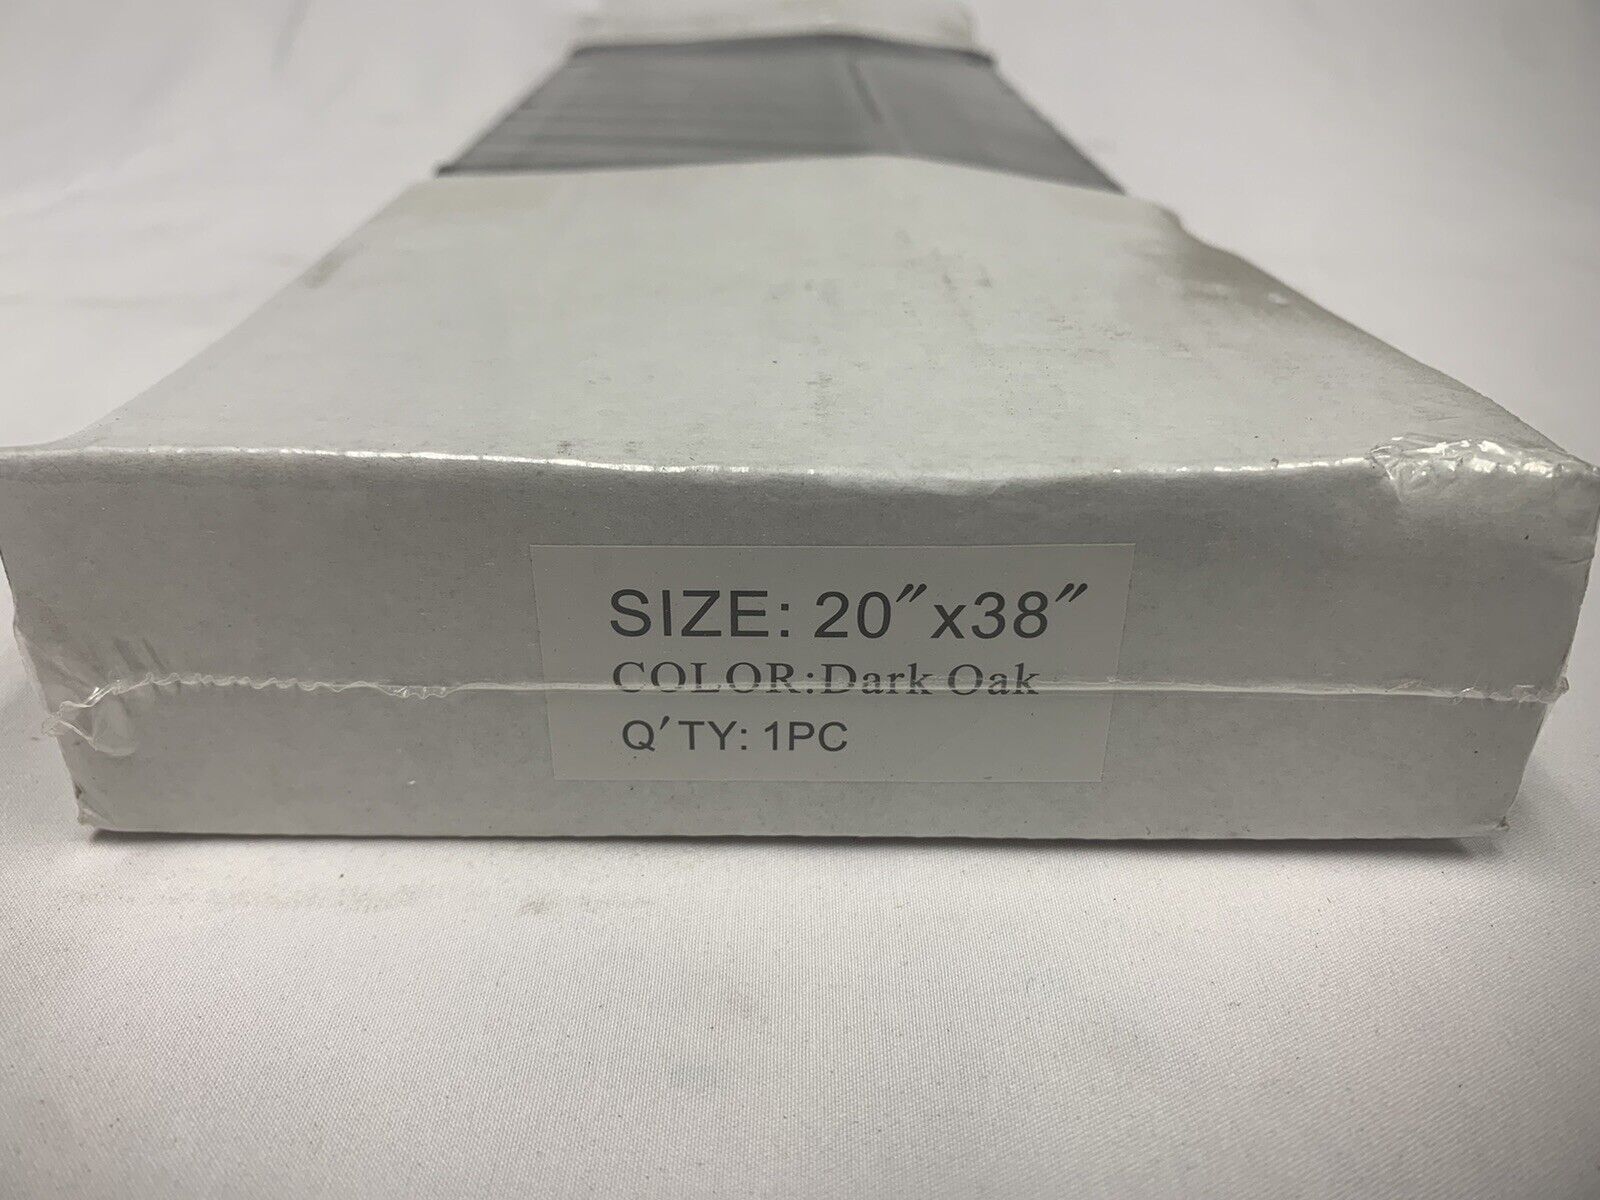 SIZE: 20″x38″
COLOR:Dark Oak
Q′TY: 1PC